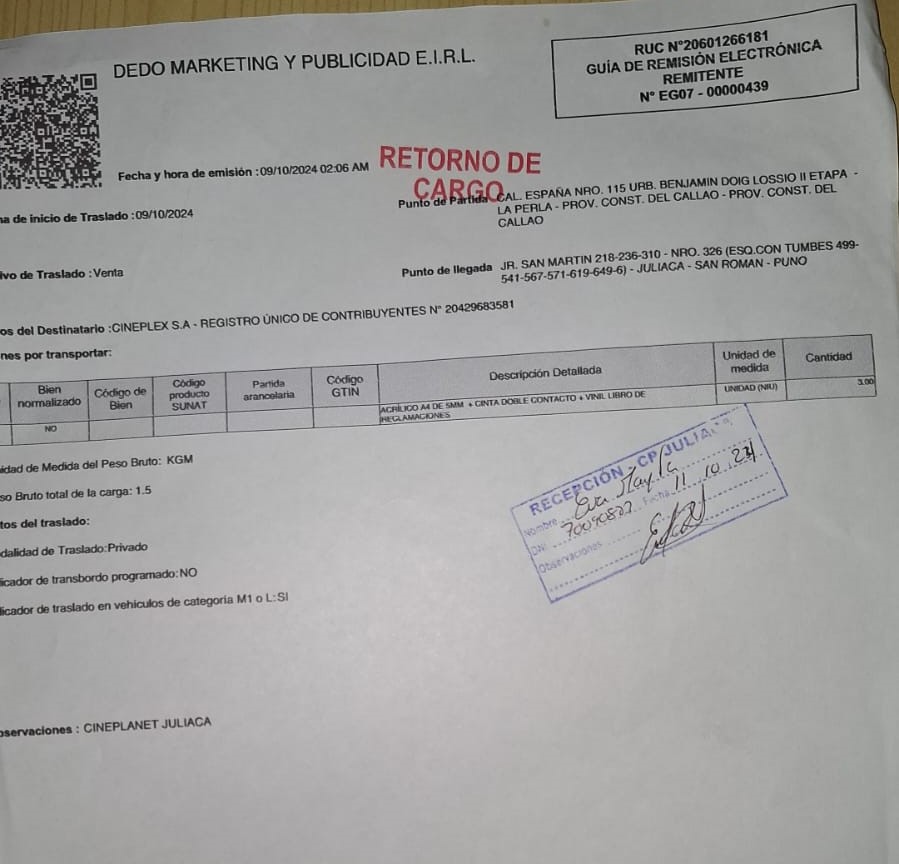 DEDO MARKETING Y PUBLICIDAD E.I.R.L.
RUC N°20601266181
GUÍA DE REMISIÓN ELECTRÓNICA
REMITENTE
N° EG07 - 00000439
Fecha y hora de emisión :09/10/2024 02:06 AM
RETORNO DE
CARGO
ha de inicio de Traslado :09/10/2024
Punto de Partida CAL. ESPAÑA NRO. 115 URB. BENJAMIN DOIG LOSSIO II ETAPA -
LA PERLA - PROV. CONST. DEL CALLAO - PROV. CONST. DEL
CALLAO
ivo de Traslado :Venta
Punto de llegada JR. SAN MARTIN 218-236-310 - NRO. 326 (ESQ.CON TUMBES 499-
541-567-571-619-649-6) - JULIACA - SAN ROMAN - PUNO
os del Destinatario :CINEPLEX S.A - REGISTRO ÚNICO DE CONTRIBUYENTES N° 20429683581
nes por transportar:
Bien normalizado Código de Bien Código producto SUNAT Partida arancelaria Código GTIN Descripción Detallada Unidad de medida Cantidad
NO ACRÍLICO A4 DE 5MM + CINTA DOBLE CONTACTO + VINIL LIBRO DE RECLAMACIONES UNIDAD (NIU) 3.00
idad de Medida del Peso Bruto: KGM
so Bruto total de la carga: 1.5
tos del traslado:
dalidad de Traslado:Privado
icador de transbordo programado:NO
licador de traslado en vehículos de categoría M1 o L:SI
RECEPCIÓN - CP JULIACA
Nombre
Fecha 11 10 24
DNI
Observaciones
bservaciones : CINEPLANET JULIACA